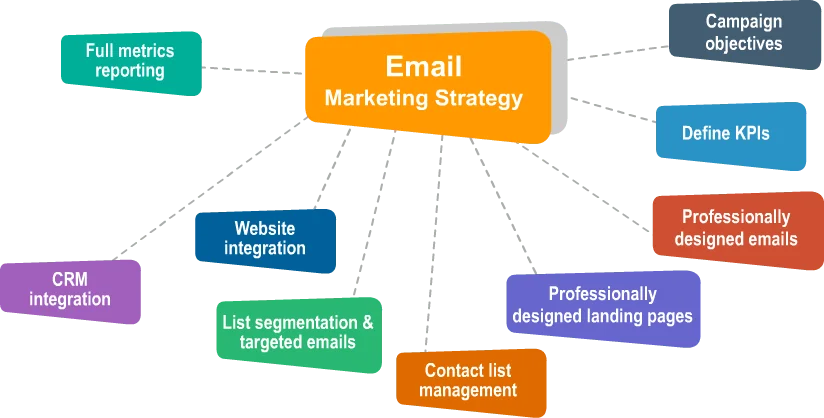 Email
Marketing Strategy
Campaign
objectives
Define KPIs
Professionally
designed emails
Professionally
designed landing pages
Contact list
management
List segmentation &
targeted emails
Website
integration
CRM
integration
Full metrics
reporting